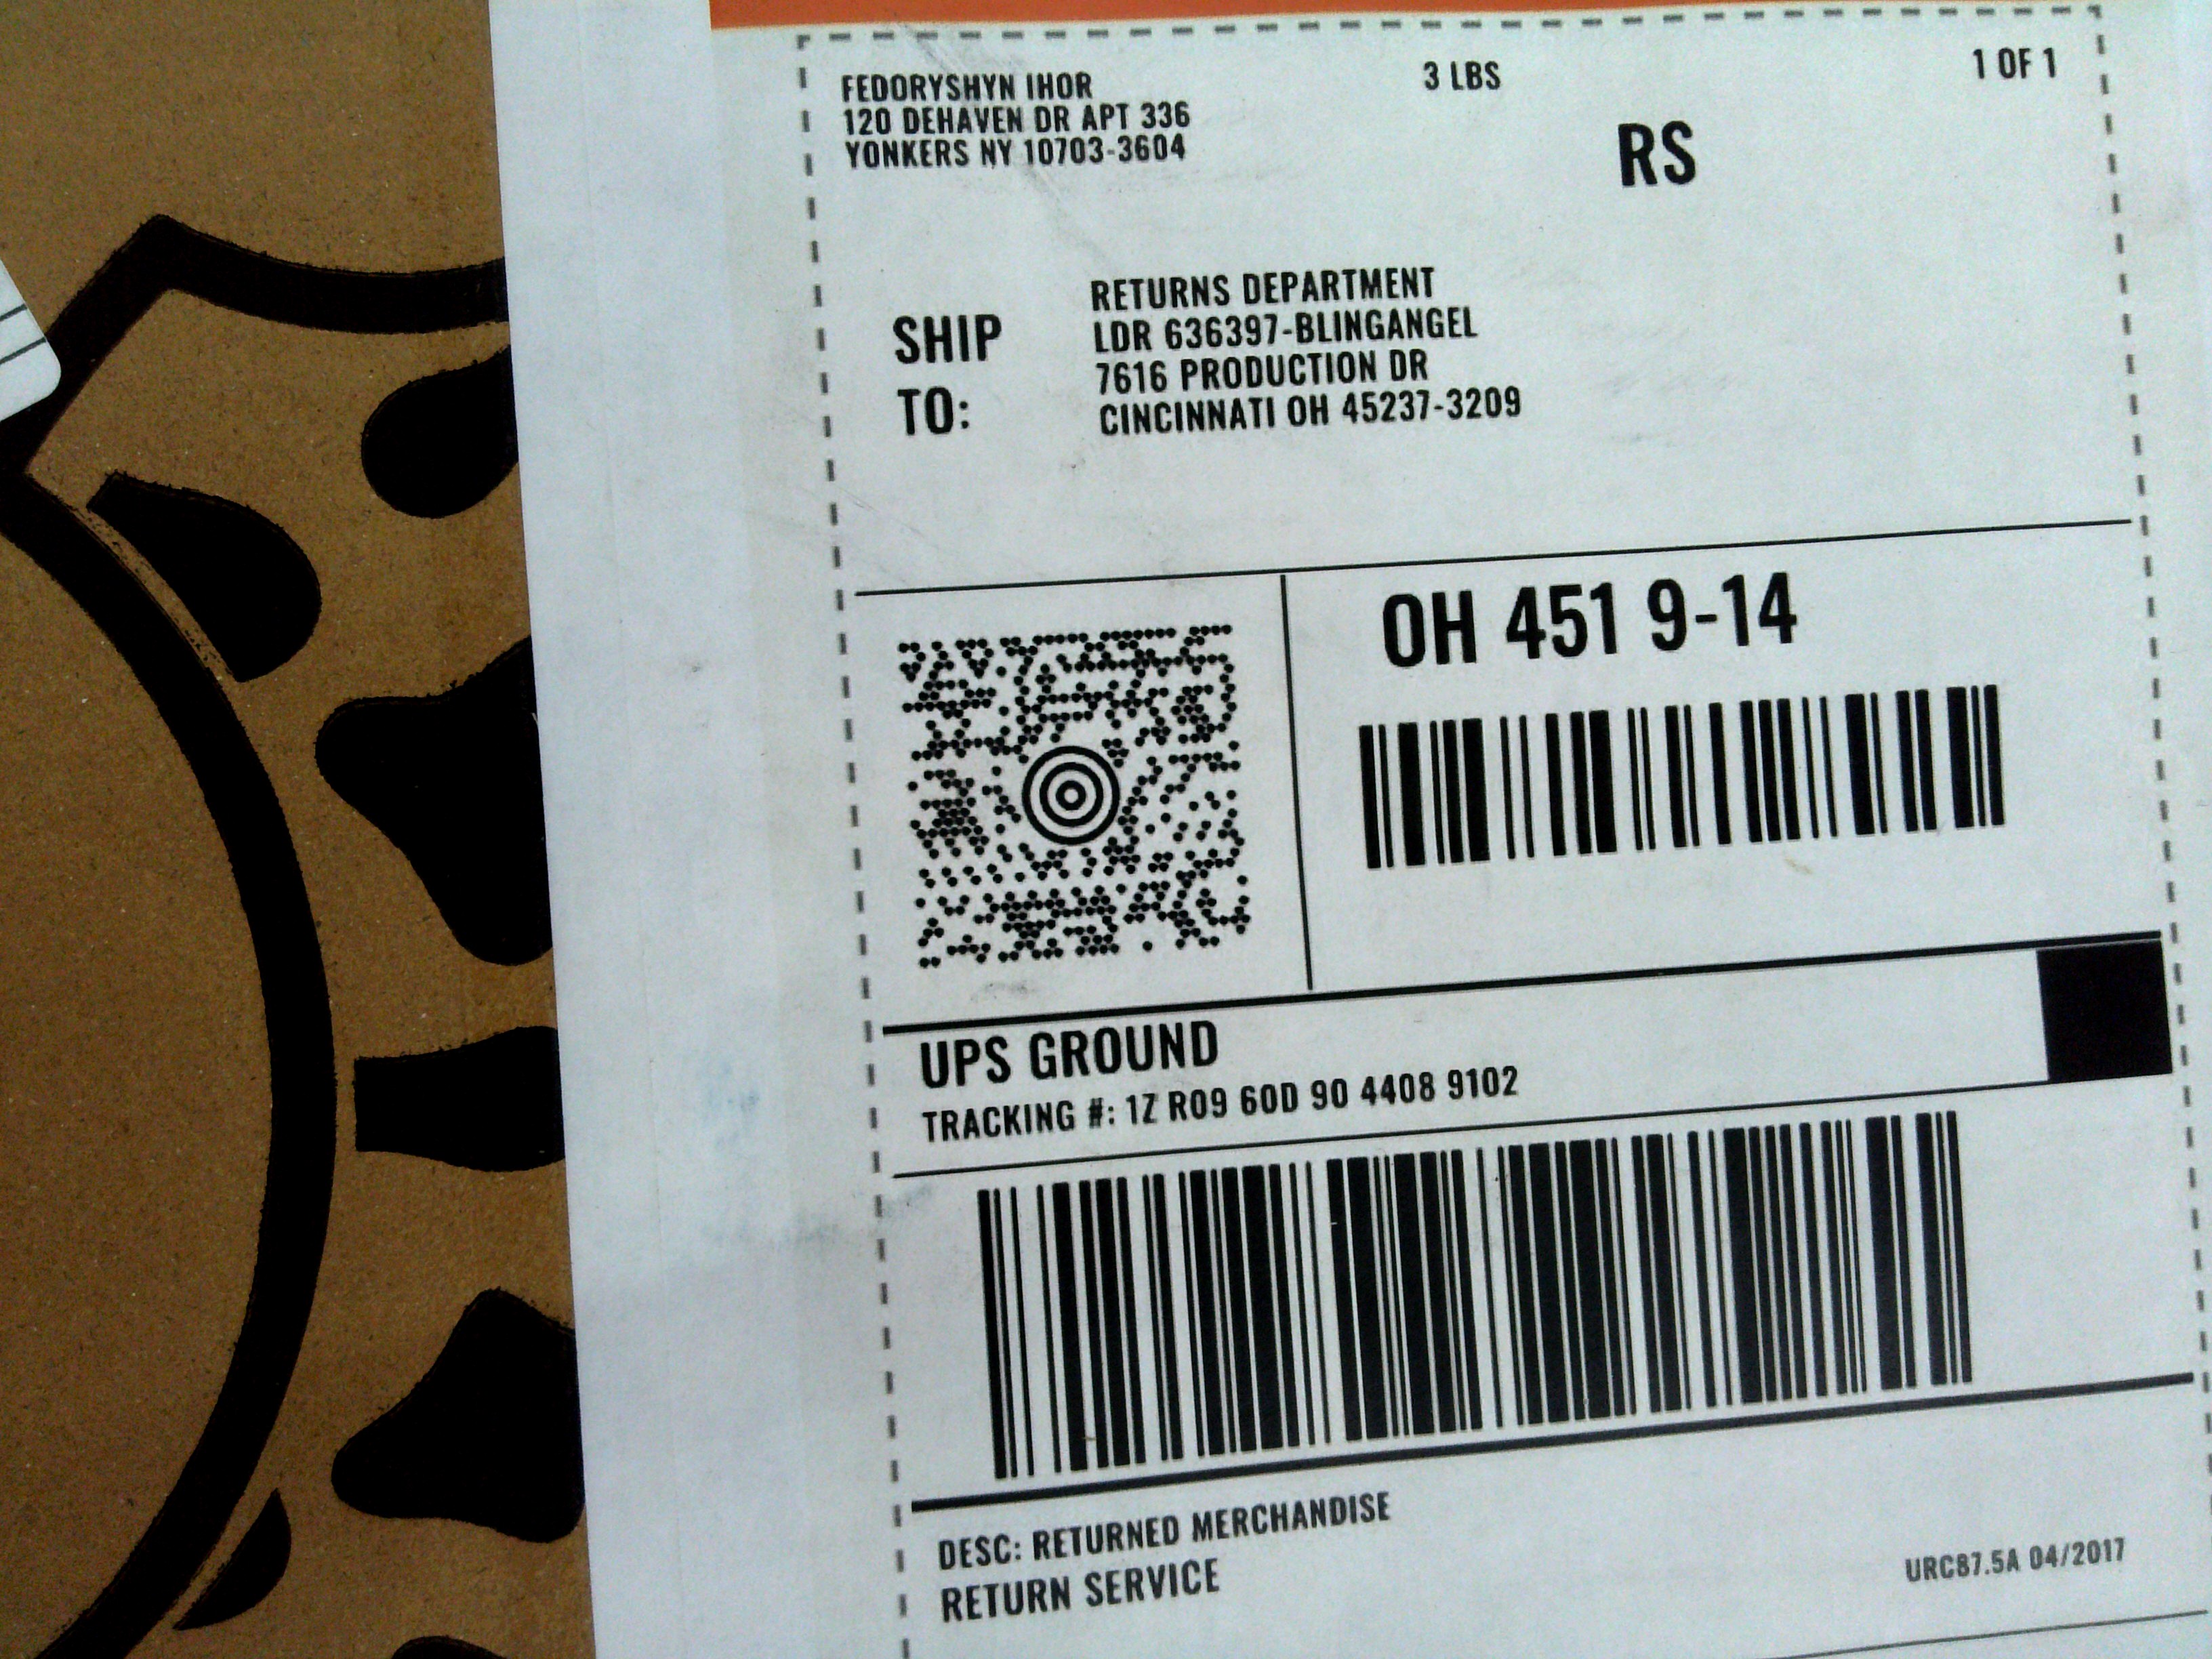 FEDORYSHYN IHOR
120 DEHAVEN DR APT 336
YONKERS NY 10703-3604
3 LBS
1 OF 1
RS
SHIP TO:
RETURNS DEPARTMENT
LDR 636397-BLINGANGEL
7616 PRODUCTION DR
CINCINNATI OH 45237-3209
OH 451 9-14
UPS GROUND
TRACKING #: 1Z R09 60D 90 4408 9102
DESC: RETURNED MERCHANDISE
RETURN SERVICE
URC87.5A 04/2017